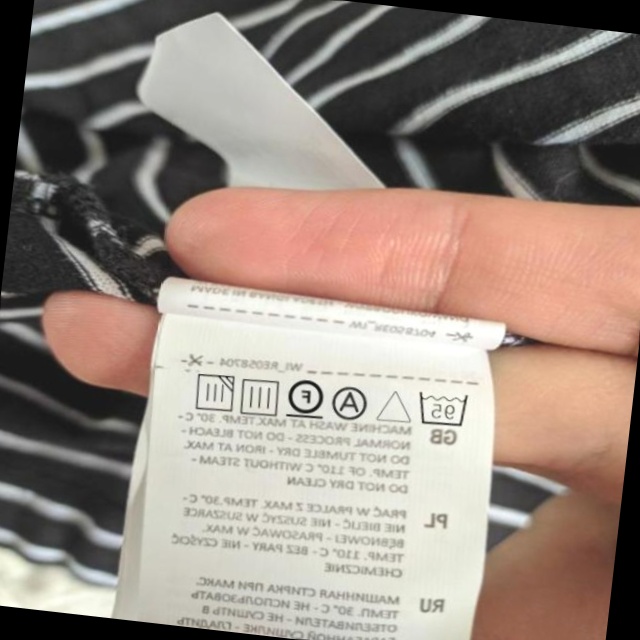 WI_RE058704
95 A F
GB MACHINE WASH AT MAX.TEMP. 30° C -
NORMAL PROCESS - DO NOT BLEACH -
DO NOT TUMBLE DRY - IRON AT MAX.
TEMP. OF 110° C WITHOUT STEAM -
DO NOT DRY CLEAN
PL PRAĆ W PRALCE Z MAX. TEMP. 30°C -
NIE BIELIĆ - NIE SUSZYĆ W SUSZARCE
BĘBNOWEJ - PRASOWAĆ W MAX.
TEMP. 110° C - BEZ PARY - NIE CZYŚCIĆ
CHEMICZNIE
RU МАШИННАЯ СТИРКА ПРИ МАКС.
ТЕМП. 30° C - НЕ ИСПОЛЬЗОВАТЬ
ОТБЕЛИВАТЕЛИ - НЕ СУШИТЬ В
СУШИЛКЕ - ГЛАДИТЬ